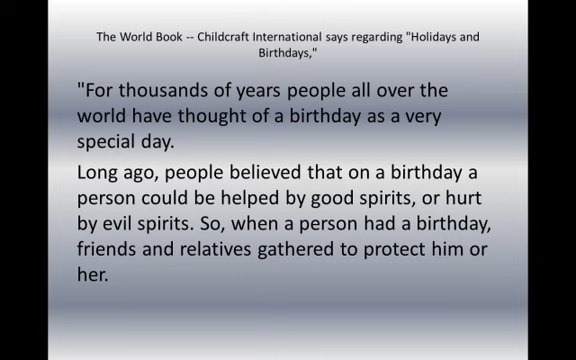 The World Book -- Childcraft International says regarding "Holidays and
Birthdays,"
"For thousands of years people all over the
world have thought of a birthday as a very
special day.
Long ago, people believed that on a birthday a
person could be helped by good spirits, or hurt
by evil spirits. So, when a person had a birthday,
friends and relatives gathered to protect him or
her.